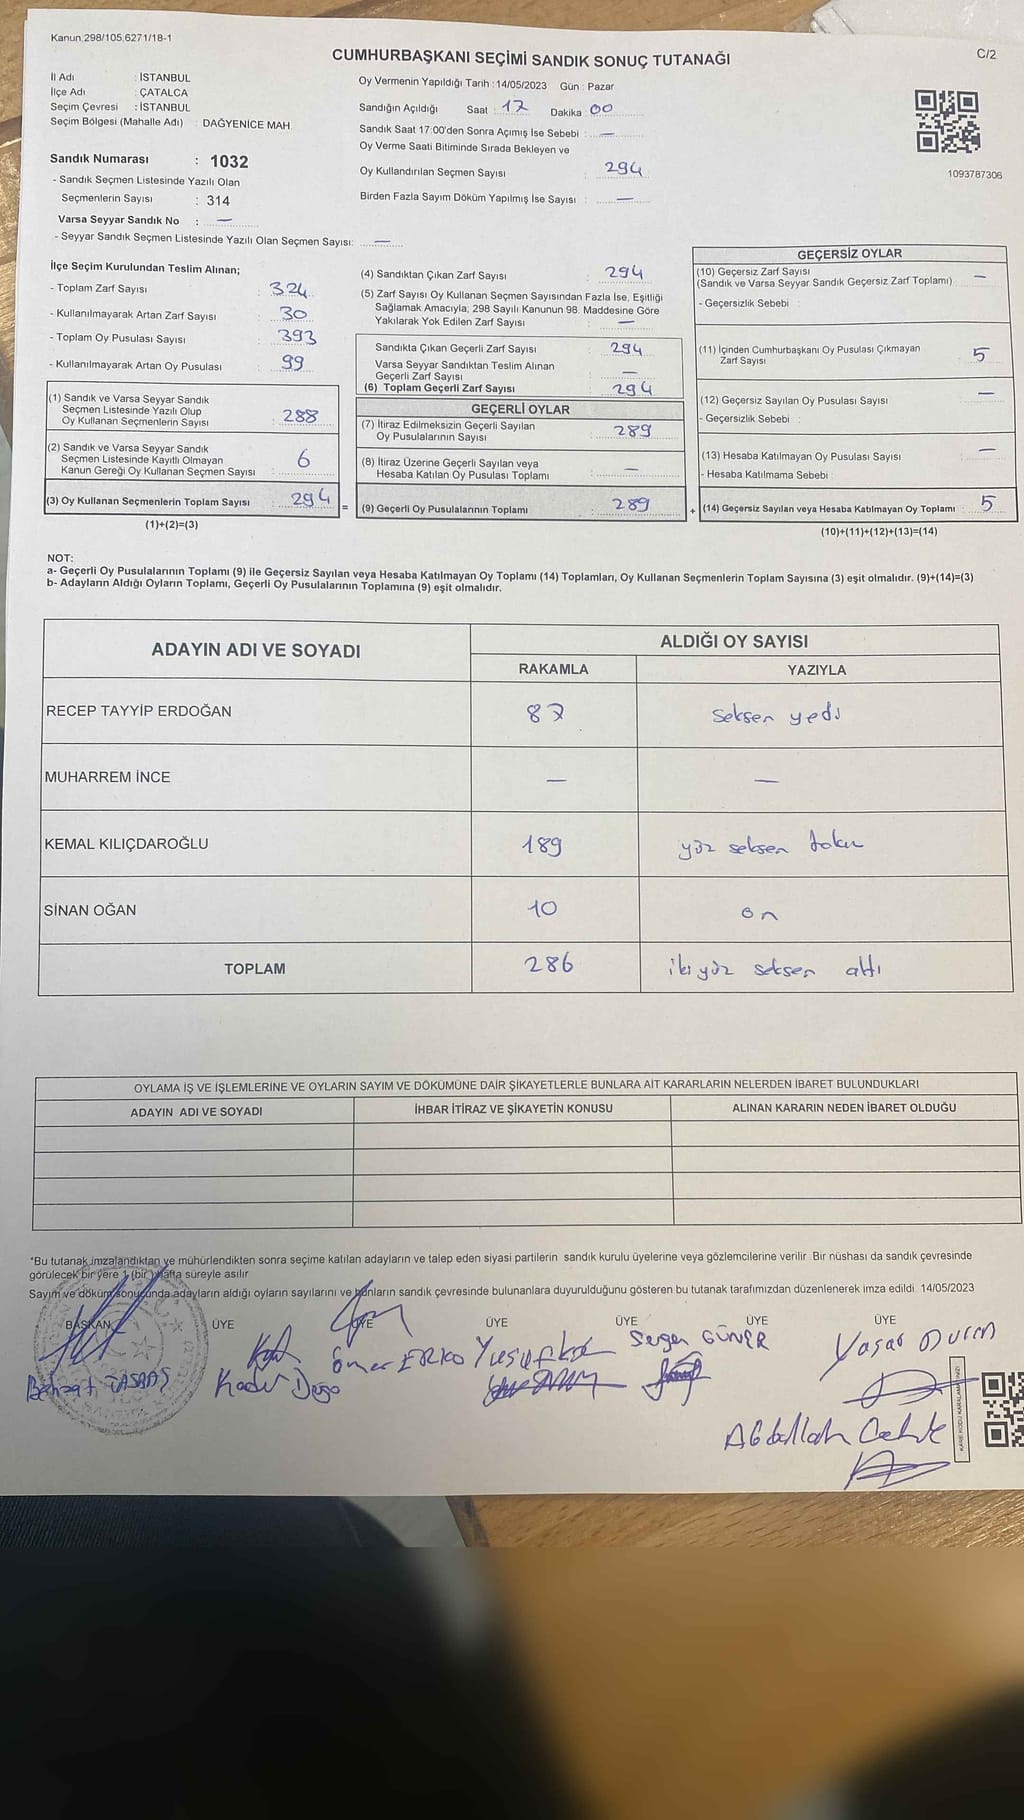 Kanun:298/105,6271/18-1
C/2
CUMHURBAŞKANI SEÇİMİ SANDIK SONUÇ TUTANAĞI
İl Adı : İSTANBUL
İlçe Adı : ÇATALCA
Seçim Çevresi : İSTANBUL
Seçim Bölgesi (Mahalle Adı) : DAĞYENİCE MAH.
Oy Vermenin Yapıldığı Tarih : 14/05/2023 Gün : Pazar
Sandığın Açıldığı Saat : 17 Dakika : 00
Sandık Saat 17:00'den Sonra Açımış İse Sebebi : —
Oy Verme Saati Bitiminde Sırada Bekleyen ve
Oy Kullandırılan Seçmen Sayısı : 294
Birden Fazla Sayım Döküm Yapılmış İse Sayısı : —
1093787306
Sandık Numarası : 1032
- Sandık Seçmen Listesinde Yazılı Olan
Seçmenlerin Sayısı : 314
Varsa Seyyar Sandık No : —
- Seyyar Sandık Seçmen Listesinde Yazılı Olan Seçmen Sayısı: —
İlçe Seçim Kurulundan Teslim Alınan;
- Toplam Zarf Sayısı : 324
- Kullanılmayarak Artan Zarf Sayısı : 30
- Toplam Oy Pusulası Sayısı : 393
- Kullanılmayarak Artan Oy Pusulası : 99
(1) Sandık ve Varsa Seyyar Sandık
Seçmen Listesinde Yazılı Olup
Oy Kullanan Seçmenlerin Sayısı : 288
(2) Sandık ve Varsa Seyyar Sandık
Seçmen Listesinde Kayıtlı Olmayan
Kanun Gereği Oy Kullanan Seçmen Sayısı : 6
(3) Oy Kullanan Seçmenlerin Toplam Sayısı : 294 =
(1)+(2)=(3)
(4) Sandıktan Çıkan Zarf Sayısı : 294
(5) Zarf Sayısı Oy Kullanan Seçmen Sayısından Fazla İse, Eşitliği
Sağlamak Amacıyla, 298 Sayılı Kanunun 98. Maddesine Göre
Yakılarak Yok Edilen Zarf Sayısı : —
Sandıkta Çıkan Geçerli Zarf Sayısı : 294
Varsa Seyyar Sandıktan Teslim Alınan
Geçerli Zarf Sayısı : —
(6) Toplam Geçerli Zarf Sayısı : 294
GEÇERLİ OYLAR
(7) İtiraz Edilmeksizin Geçerli Sayılan
Oy Pusulalarının Sayısı : 289
(8) İtiraz Üzerine Geçerli Sayılan veya
Hesaba Katılan Oy Pusulası Toplamı : —
(9) Geçerli Oy Pusulalarının Toplamı : 289 +
GEÇERSİZ OYLAR
(10) Geçersiz Zarf Sayısı
(Sandık ve Varsa Seyyar Sandık Geçersiz Zarf Toplamı) : —
- Geçersizlik Sebebi :
(11) İçinden Cumhurbaşkanı Oy Pusulası Çıkmayan
Zarf Sayısı : 5
(12) Geçersiz Sayılan Oy Pusulası Sayısı : —
- Geçersizlik Sebebi :
(13) Hesaba Katılmayan Oy Pusulası Sayısı : —
- Hesaba Katılmama Sebebi :
(14) Geçersiz Sayılan veya Hesaba Katılmayan Oy Toplamı : 5
(10)+(11)+(12)+(13)=(14)
NOT:
a- Geçerli Oy Pusulalarının Toplamı (9) ile Geçersiz Sayılan veya Hesaba Katılmayan Oy Toplamı (14) Toplamları, Oy Kullanan Seçmenlerin Toplam Sayısına (3) eşit olmalıdır. (9)+(14)=(3)
b- Adayların Aldığı Oyların Toplamı, Geçerli Oy Pusulalarının Toplamına (9) eşit olmalıdır.
ADAYIN ADI VE SOYADI ALDIĞI OY SAYISI
RAKAMLA YAZIYLA
RECEP TAYYİP ERDOĞAN 87 seksen yedi
MUHARREM İNCE — —
KEMAL KILIÇDAROĞLU 189 yüz seksen doku
SİNAN OĞAN 10 on
TOPLAM 286 iki yüz seksen altı
OYLAMA İŞ VE İŞLEMLERİNE VE OYLARIN SAYIM VE DÖKÜMÜNE DAİR ŞİKAYETLERLE BUNLARA AİT KARARLARIN NELERDEN İBARET BULUNDUKLARI
ADAYIN ADI VE SOYADI İHBAR İTİRAZ VE ŞİKAYETİN KONUSU ALINAN KARARIN NEDEN İBARET OLDUĞU
*Bu tutanak imzalandıktan ve mühürlendikten sonra seçime katılan adayların ve talep eden siyasi partilerin sandık kurulu üyelerine veya gözlemcilerine verilir. Bir nüshası da sandık çevresinde
görülecek bir yere 1 (bir) hafta süreyle asılır
Sayım ve döküm sonucunda adayların aldığı oyların sayılarını ve bunların sandık çevresinde bulunanlara duyurulduğunu gösteren bu tutanak tarafımızdan düzenlenerek imza edildi 14/05/2023
BAŞKAN ÜYE ÜYE ÜYE ÜYE ÜYE ÜYE
Sezgin GÜNER
Abdullah
KARE KODU KARALAMAYINIZ!